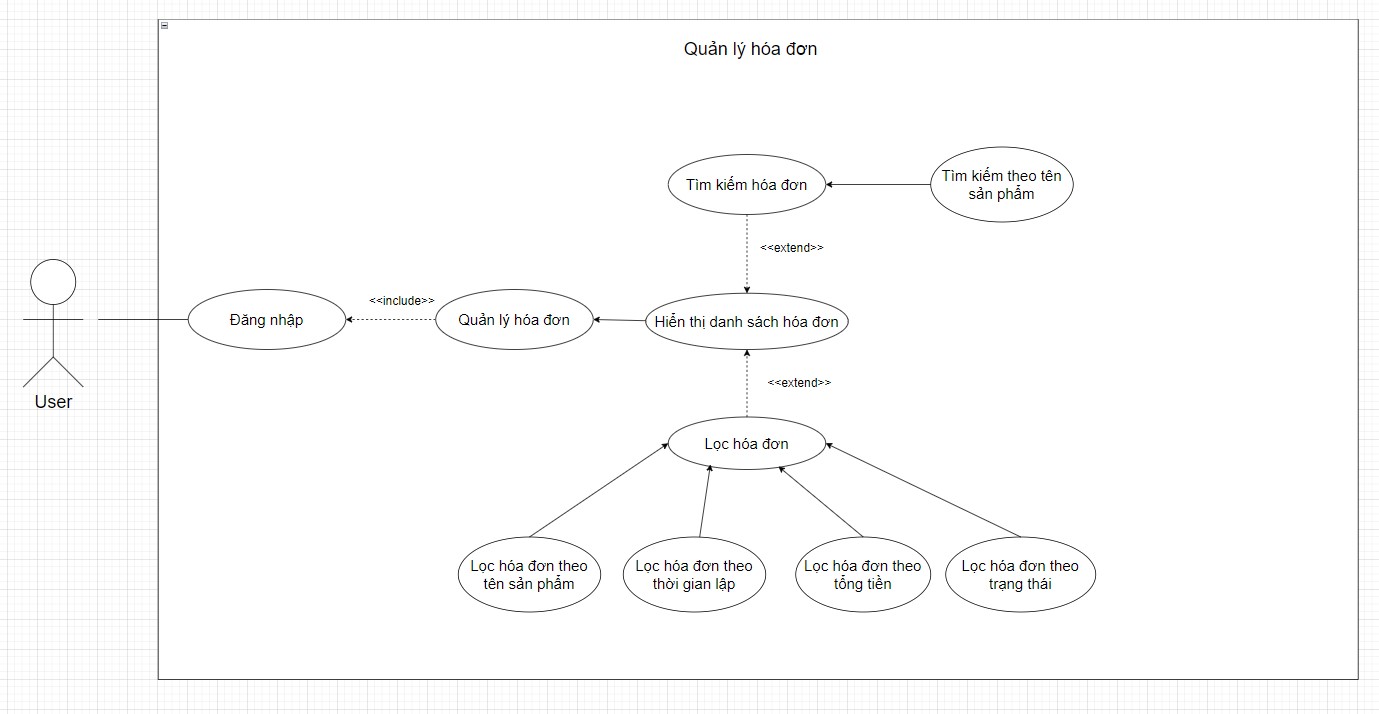 Quản lý hóa đơn
Tìm kiếm hóa đơn
Tìm kiếm theo tên
sản phẩm
<<extend>>
<<include>>
Đăng nhập
Quản lý hóa đơn
Hiển thị danh sách hóa đơn
User
<<extend>>
Lọc hóa đơn
Lọc hóa đơn theo
tên sản phẩm
Lọc hóa đơn theo
thời gian lập
Lọc hóa đơn theo
tổng tiền
Lọc hóa đơn theo
trạng thái